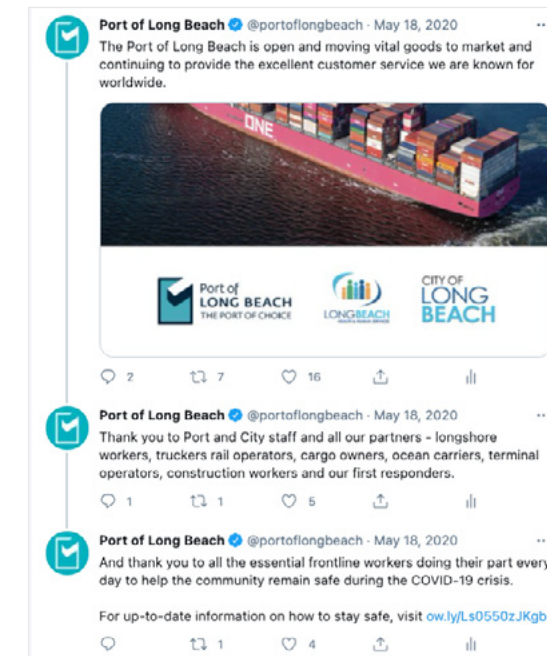 Port of Long Beach @portoflongbeach · May 18, 2020
The Port of Long Beach is open and moving vital goods to market and
continuing to provide the excellent customer service we are known for
worldwide.
ONE
Port of
LONG BEACH
THE PORT OF CHOICE
LONGBEACH
CITY OF
LONG
BEACH
2 7 16
Port of Long Beach @portoflongbeach · May 18, 2020
Thank you to Port and City staff and all our partners - longshore
workers, truckers rail operators, cargo owners, ocean carriers, terminal
operators, construction workers and our first responders.
1 1 5
Port of Long Beach @portoflongbeach · May 18, 2020
And thank you to all the essential frontline workers doing their part every
day to help the community remain safe during the COVID-19 crisis.
For up-to-date information on how to stay safe, visit ow.ly/Ls0550zJKgb
1 4